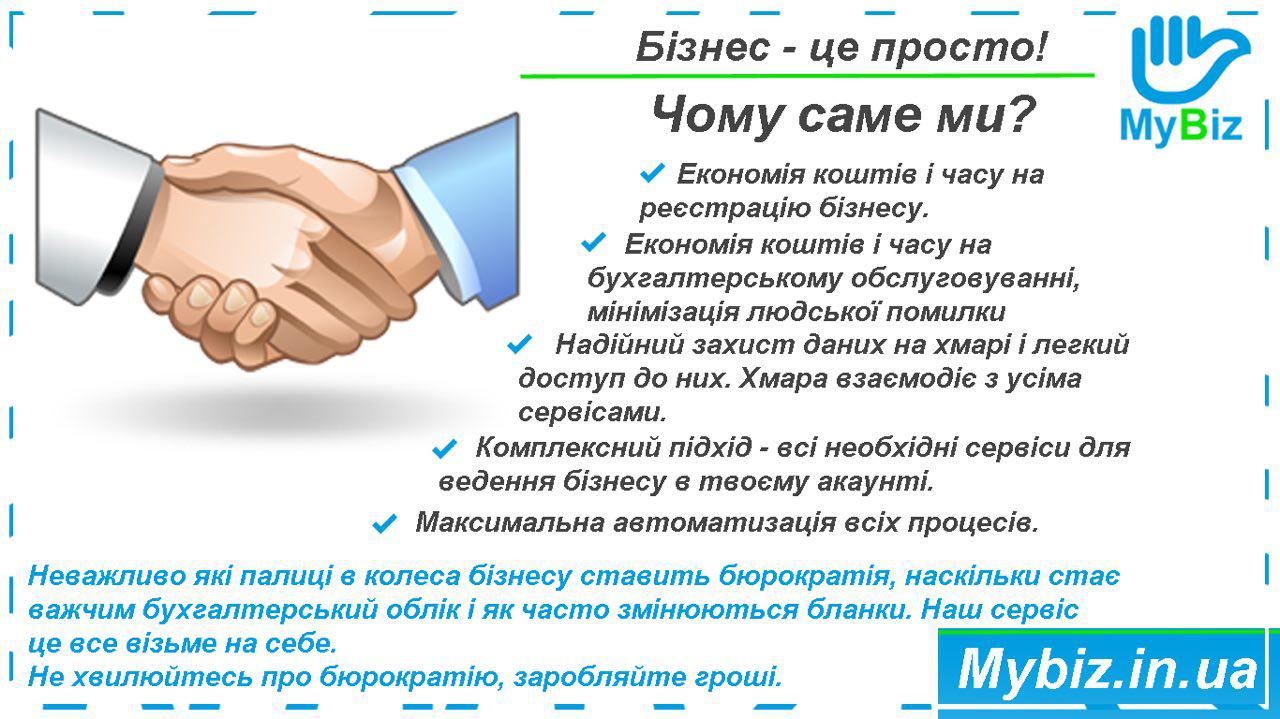 Бізнес - це просто!
Чому саме ми?
MyBiz
Економія коштів і часу на
реєстрацію бізнесу.
Економія коштів і часу на
бухгалтерському обслуговуванні,
мінімізація людської помилки
Надійний захист даних на хмарі і легкий
доступ до них. Хмара взаємодіє з усіма
сервісами.
Комплексний підхід - всі необхідні сервіси для
ведення бізнесу в твоєму акаунті.
Максимальна автоматизація всіх процесів.
Неважливо які палиці в колеса бізнесу ставить бюрократія, наскільки стає
важчим бухгалтерський облік і як часто змінюються бланки. Наш сервіс
це все візьме на себе.
Не хвилюйтесь про бюрократію, заробляйте гроші.
Mybiz.in.ua